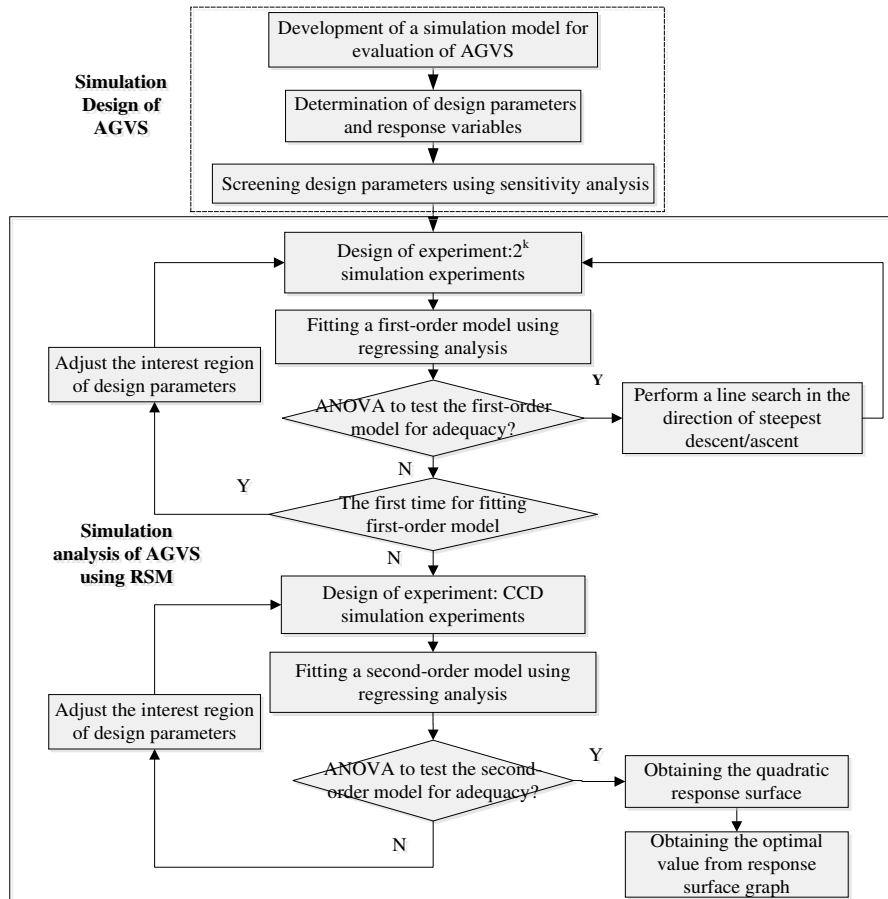 Development of a simulation model for
evaluation of AGVS
Simulation
Design of
AGVS
Determination of design parameters
and response variables
Screening design parameters using sensitivity analysis
Design of experiment:2^k
simulation experiments
Fitting a first-order model using
regressing analysis
Adjust the interest region
of design parameters
ANOVA to test the first-order
model for adequacy?
Y
Perform a line search in the
direction of steepest
descent/ascent
N
Y
The first time for fitting
first-order model
Simulation
analysis of AGVS
using RSM
N
Design of experiment: CCD
simulation experiments
Fitting a second-order model using
regressing analysis
Adjust the interest region
of design parameters
ANOVA to test the second-
order model for adequacy?
Y
Obtaining the quadratic
response surface
N
Obtaining the optimal
value from response
surface graph